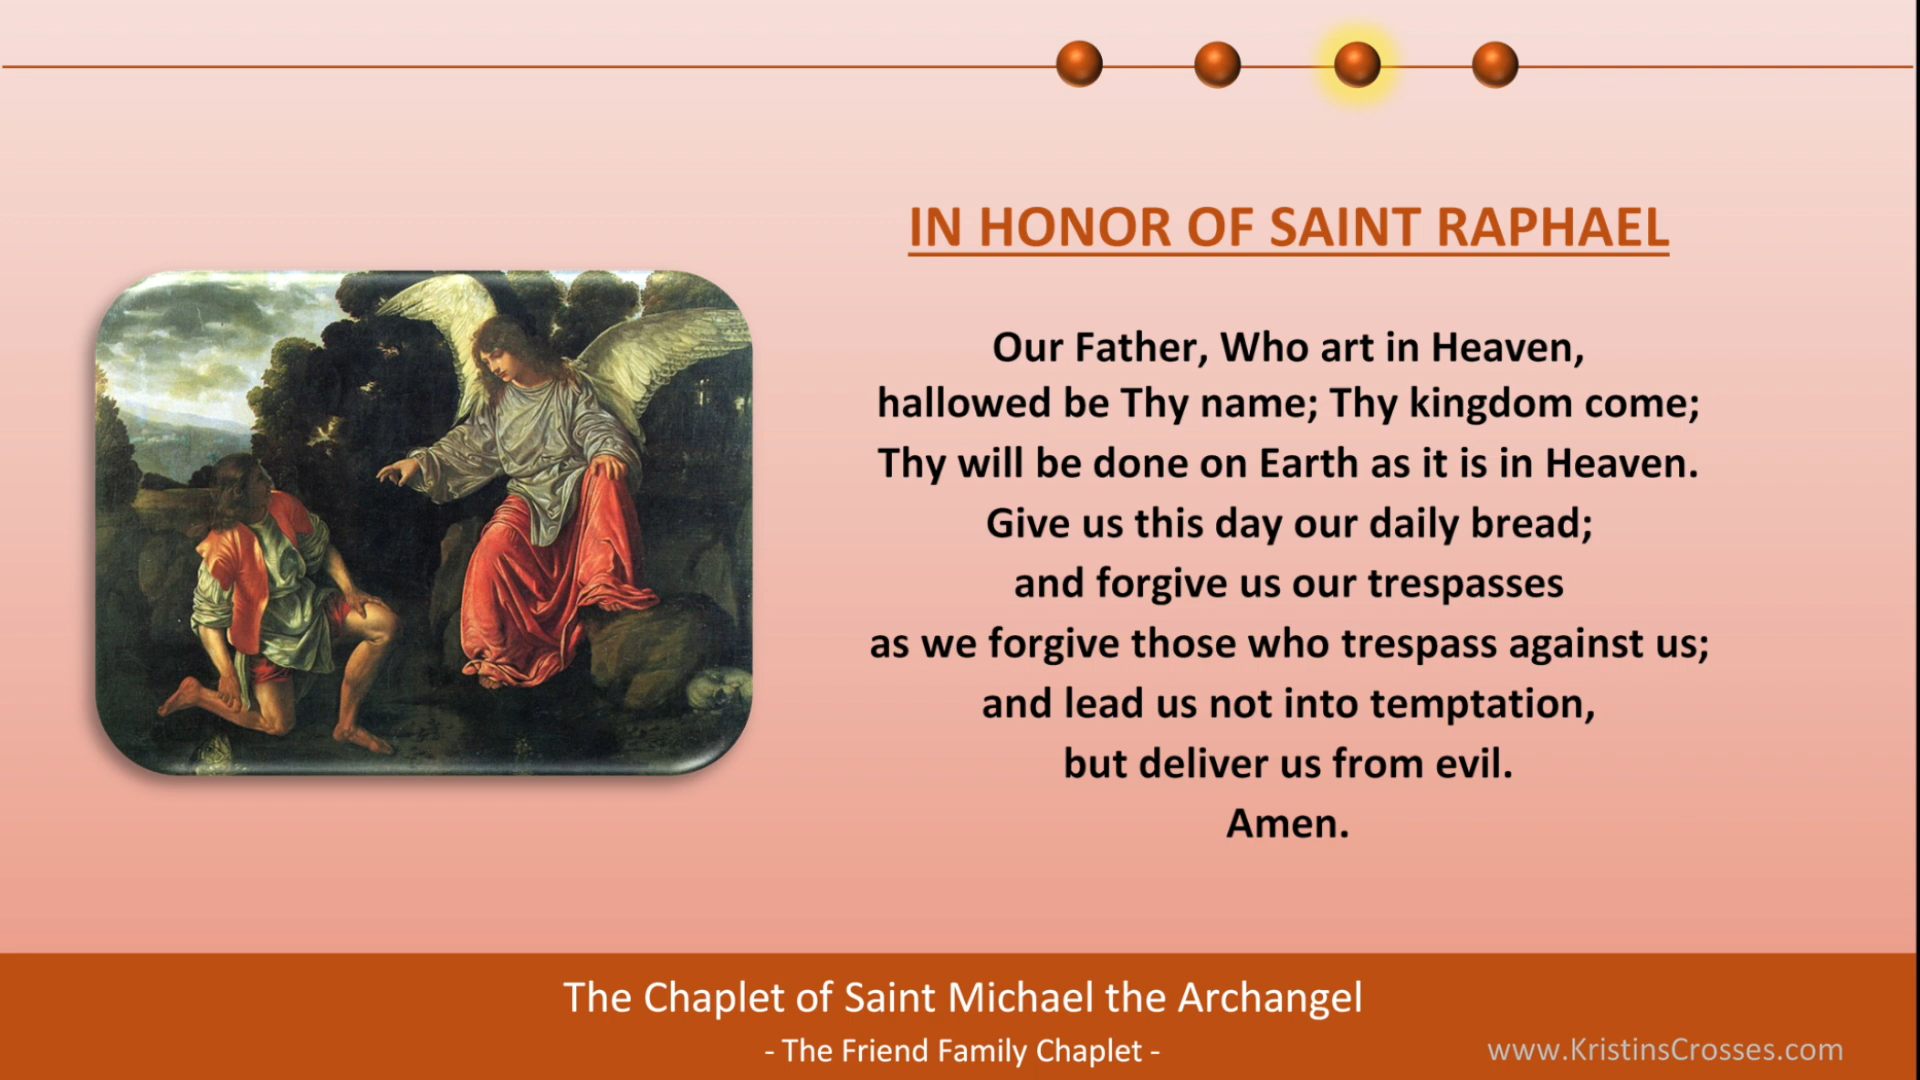 IN HONOR OF SAINT RAPHAEL
Our Father, Who art in Heaven,
hallowed be Thy name; Thy kingdom come;
Thy will be done on Earth as it is in Heaven.
Give us this day our daily bread;
and forgive us our trespasses
as we forgive those who trespass against us;
and lead us not into temptation,
but deliver us from evil.
Amen.
The Chaplet of Saint Michael the Archangel
- The Friend Family Chaplet -
www.KristinsCrosses.com